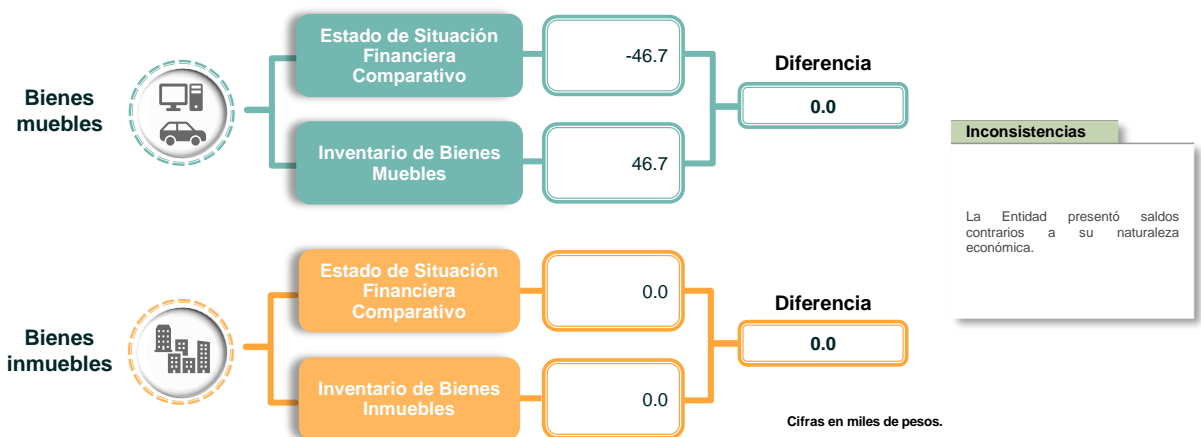 Bienes
muebles
Estado de Situación
Financiera
Comparativo
-46.7
Inventario de Bienes
Muebles
46.7
Diferencia
0.0
Inconsistencias
La Entidad presentó saldos
contrarios a su naturaleza
económica.
Bienes
inmuebles
Estado de Situación
Financiera
Comparativo
0.0
Inventario de Bienes
Inmuebles
0.0
Diferencia
0.0
Cifras en miles de pesos.